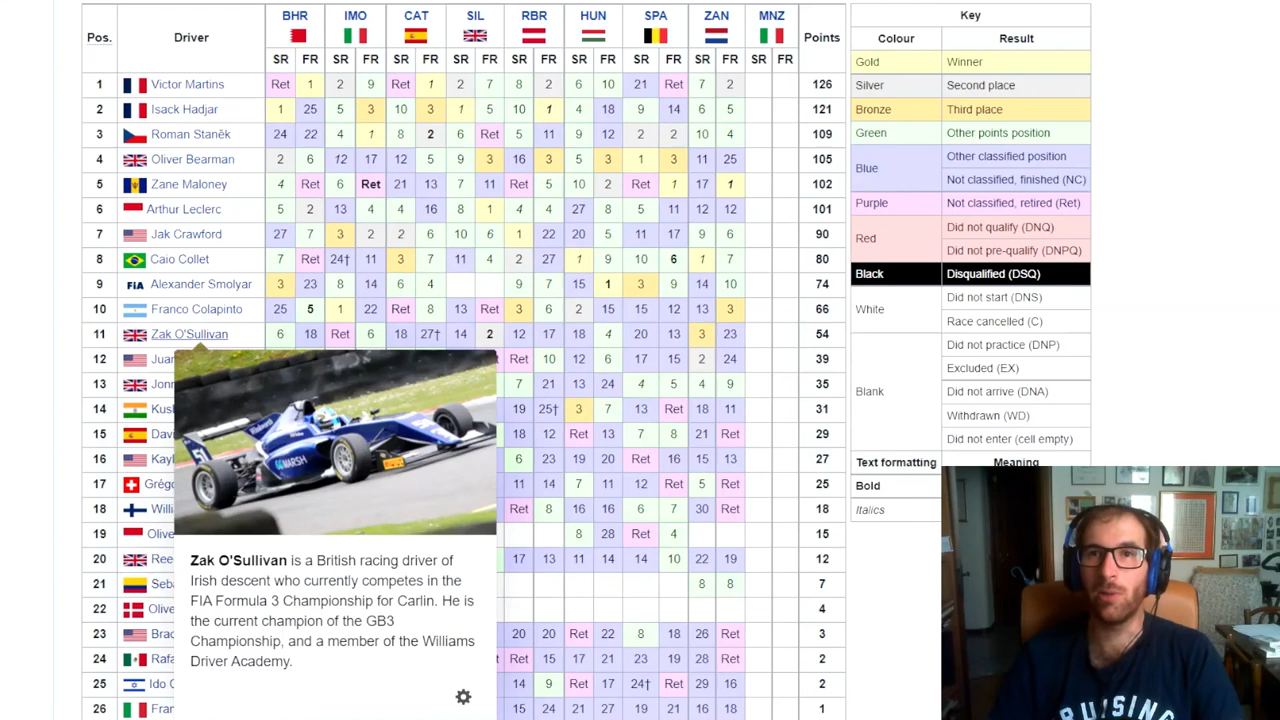 BHR IMO CAT SIL RBR HUN SPA ZAN MNZ
Pos. Driver Points
SR FR SR FR SR FR SR FR SR FR SR FR SR FR SR FR SR FR
1 Victor Martins Ret 1 2 9 Ret 1 2 7 8 2 6 10 21 Ret 7 2 126
2 Isack Hadjar 1 25 5 3 10 3 1 5 10 1 4 18 9 14 6 5 121
3 Roman Staněk 24 22 4 1 8 2 6 Ret 5 11 9 12 2 2 10 4 109
4 Oliver Bearman 2 6 12 17 12 5 9 3 16 3 5 3 1 3 11 25 105
5 Zane Maloney 4 Ret 6 Ret 21 13 7 11 Ret 5 10 2 Ret 1 17 1 102
6 Arthur Leclerc 5 2 13 4 4 16 8 1 4 4 27 8 5 11 12 12 101
7 Jak Crawford 27 7 3 2 2 6 10 6 1 22 20 5 11 17 9 6 90
8 Caio Collet 7 Ret 24† 11 3 7 11 4 2 27 1 9 10 6 1 7 80
9 FiA Alexander Smolyar 3 23 8 14 6 4 9 7 15 1 3 9 14 10 74
10 Franco Colapinto 25 5 1 22 Ret 8 13 Ret 3 6 2 15 15 12 13 3 66
11 Zak O'Sullivan 6 18 Ret 6 18 27† 14 2 12 17 18 4 20 13 3 23 54
12 Juar Ret 10 12 6 17 15 2 24 39
13 Jonn 7 21 13 24 4 5 4 9 35
14 Kush 19 25† 3 7 13 Ret 18 11 31
15 Davi 18 12 Ret 13 7 8 21 Ret 29
16 Kayl 6 23 19 20 Ret 16 15 13 27
17 Grégo 11 14 7 11 12 Ret 5 Ret 25
18 Willi Ret 8 16 16 6 7 30 Ret 18
19 Olive 8 28 Ret 4 15
20 Ree 17 13 11 14 14 10 22 19 12
21 Seba 8 8 7
22 Olive 4
23 Brac 20 20 Ret 22 8 18 26 Ret 3
24 Rafa Ret 15 17 21 23 19 28 Ret 2
25 Ido 14 9 Ret 17 24† Ret 29 16 2
26 Fran 15 24 21 27 19 21 16 18 1
Zak O'Sullivan is a British racing driver of
Irish descent who currently competes in the
FIA Formula 3 Championship for Carlin. He is
the current champion of the GB3
Championship, and a member of the Williams
Driver Academy.
Key
Colour Result
Gold Winner
Silver Second place
Bronze Third place
Green Other points position
Blue Other classified position
Not classified, finished (NC)
Purple Not classified, retired (Ret)
Red Did not qualify (DNQ)
Did not pre-qualify (DNPQ)
Black Disqualified (DSQ)
White Did not start (DNS)
Race cancelled (C)
Blank Did not practice (DNP)
Excluded (EX)
Did not arrive (DNA)
Withdrawn (WD)
Did not enter (cell empty)
Text formatting Meaning
Bold
Italics